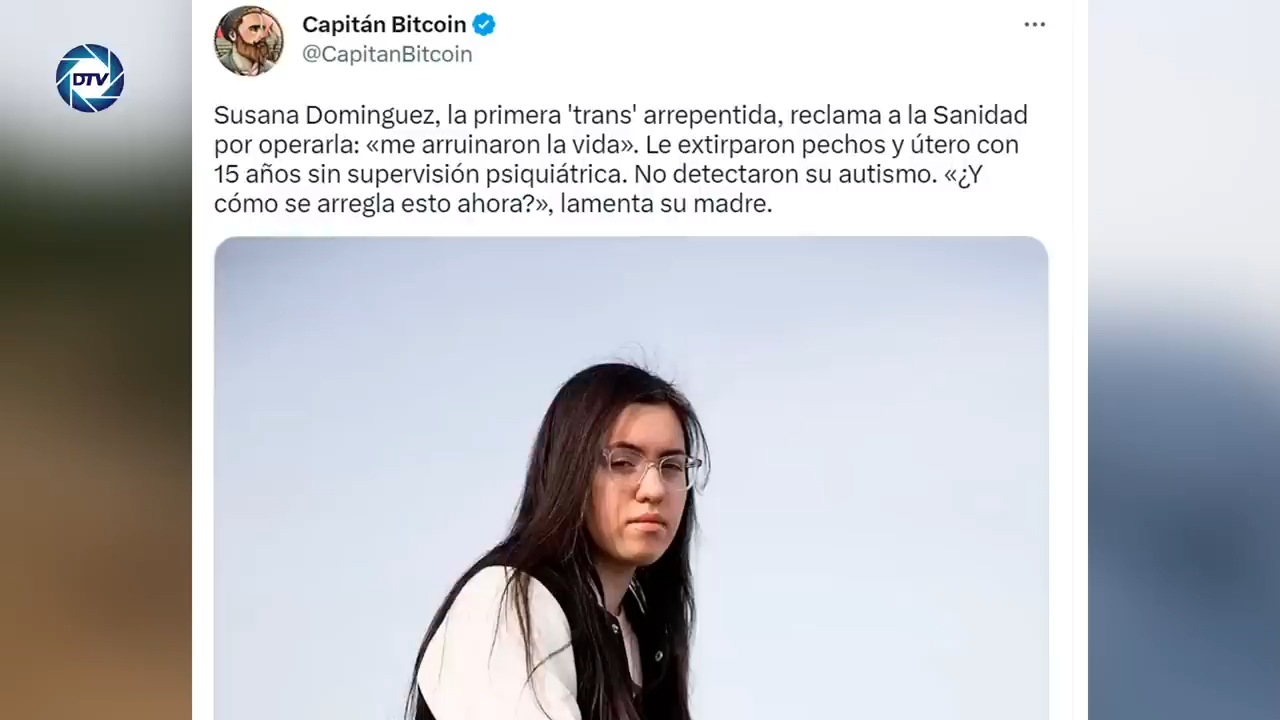 DTV
Capitán Bitcoin
@CapitanBitcoin
Susana Dominguez, la primera 'trans' arrepentida, reclama a la Sanidad
por operarla: «me arruinaron la vida». Le extirparon pechos y útero con
15 años sin supervisión psiquiátrica. No detectaron su autismo. «¿Y
cómo se arregla esto ahora?», lamenta su madre.